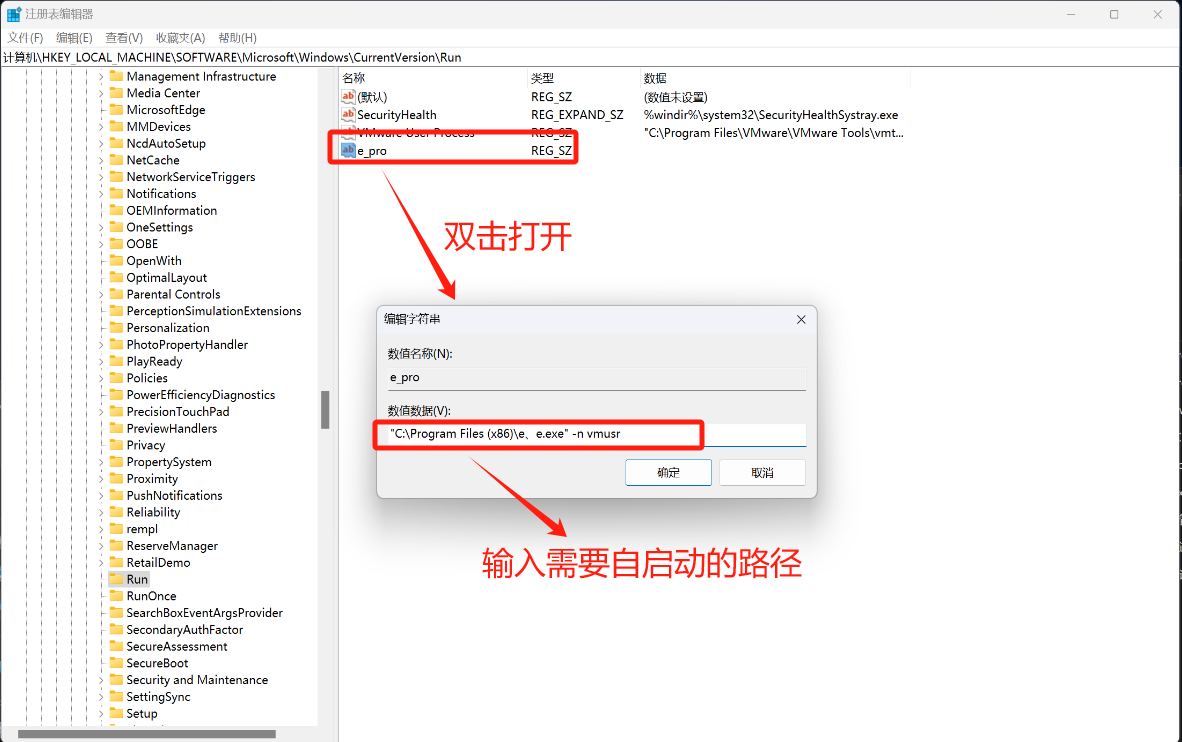 注册表编辑器
文件(F) 编辑(E) 查看(V) 收藏夹(A) 帮助(H)
计算机\HKEY_LOCAL_MACHINE\SOFTWARE\Microsoft\Windows\CurrentVersion\Run
Management Infrastructure
Media Center
MicrosoftEdge
MMDevices
NcdAutoSetup
NetCache
NetworkServiceTriggers
Notifications
OEMInformation
OneSettings
OOBE
OpenWith
OptimalLayout
Parental Controls
PerceptionSimulationExtensions
Personalization
PhotoPropertyHandler
PlayReady
Policies
PowerEfficiencyDiagnostics
PrecisionTouchPad
PreviewHandlers
Privacy
PropertySystem
Proximity
PushNotifications
Reliability
rempl
ReserveManager
RetailDemo
Run
RunOnce
SearchBoxEventArgsProvider
SecondaryAuthFactor
SecureAssessment
SecureBoot
Security and Maintenance
SettingSync
Setup
名称 类型 数据
ab (默认) REG_SZ (数值未设置)
ab SecurityHealth REG_EXPAND_SZ %windir%\system32\SecurityHealthSystray.exe
VMware User Process REG_SZ "C:\Program Files\VMware\VMware Tools\vmt...
ab e_pro REG_SZ
双击打开
编辑字符串
数值名称(N):
e_pro
数值数据(V):
"C:\Program Files (x86)\e、e.exe" -n vmusr
确定 取消
输入需要自启动的路径